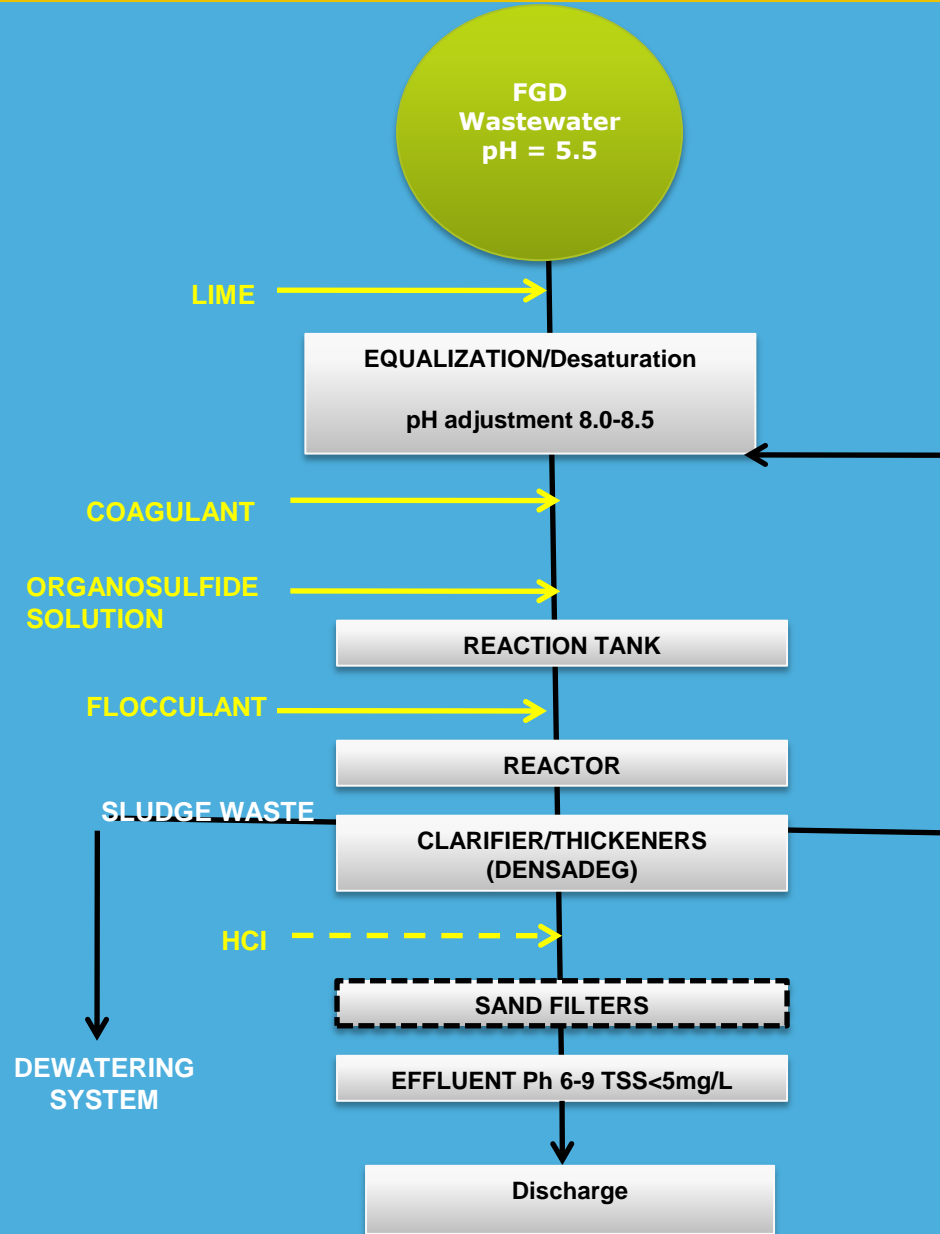 FGD
Wastewater
pH = 5.5
LIME
EQUALIZATION/Desaturation
pH adjustment 8.0-8.5
COAGULANT
ORGANOSULFIDE
SOLUTION
REACTION TANK
FLOCCULANT
REACTOR
SLUDGE WASTE
CLARIFIER/THICKENERS
(DENSADEG)
HCI
SAND FILTERS
DEWATERING
SYSTEM
EFFLUENT Ph 6-9 TSS<5mg/L
Discharge